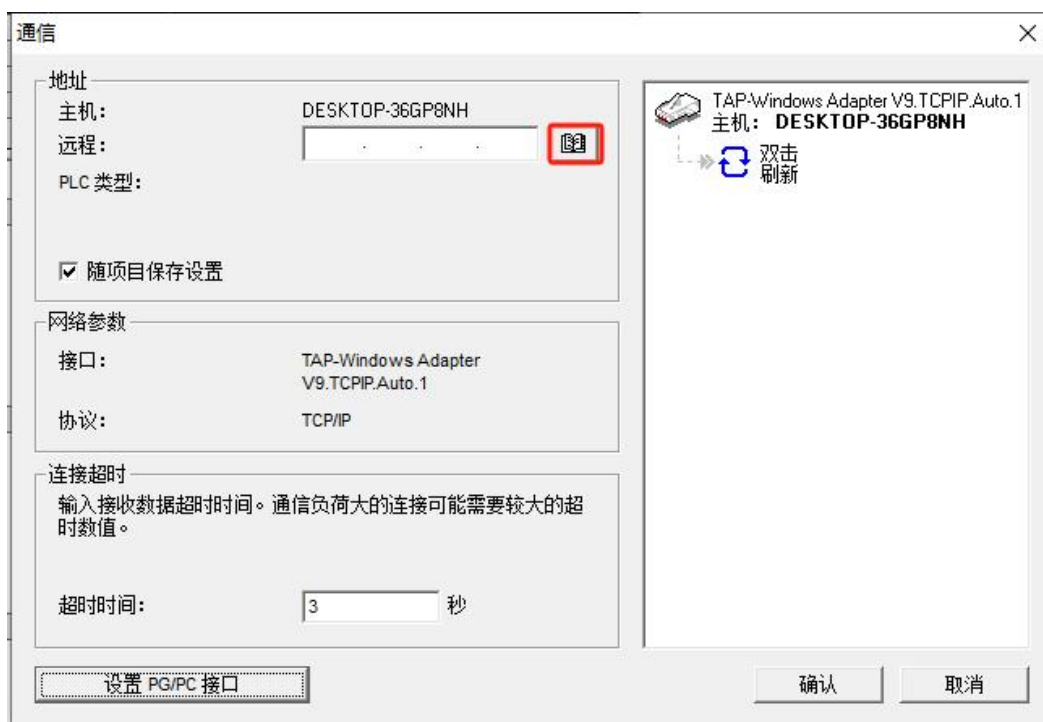 通信
地址
主机： DESKTOP-36GP8NH
远程： . . .
PLC 类型：
随项目保存设置
网络参数
接口： TAP-Windows Adapter
V9.TCPIP.Auto.1
协议： TCP/IP
连接超时
输入接收数据超时时间。通信负荷大的连接可能需要较大的超
时数值。
超时时间： 3 秒
设置 PG/PC 接口
TAP-Windows Adapter V9.TCPIP.Auto.1
主机： DESKTOP-36GP8NH
双击
刷新
确认 取消